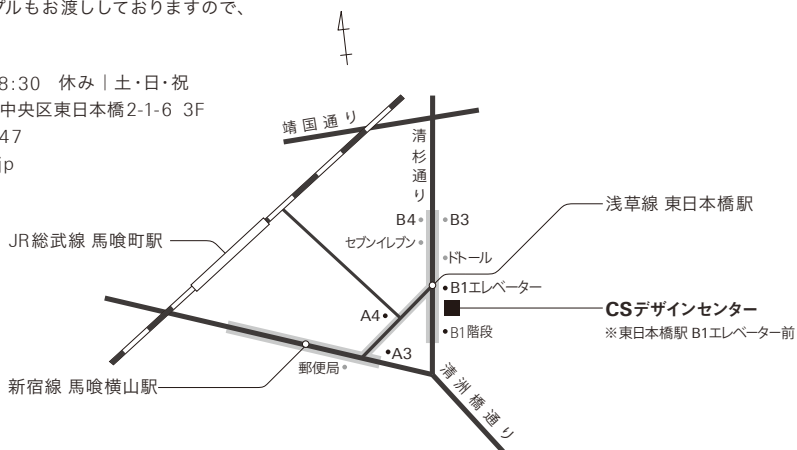 プルもお渡ししておりますので、
8:30　休み｜土・日・祝
中央区東日本橋2-1-6 3F
47
jp
靖国通り
清杉通り
浅草線 東日本橋駅
B4
B3
セブンイレブン
ドトール
JR総武線 馬喰町駅
B1エレベーター
CSデザインセンター
A4
B1階段
※東日本橋駅 B1エレベーター前
A3
郵便局
新宿線 馬喰横山駅
清洲橋通り